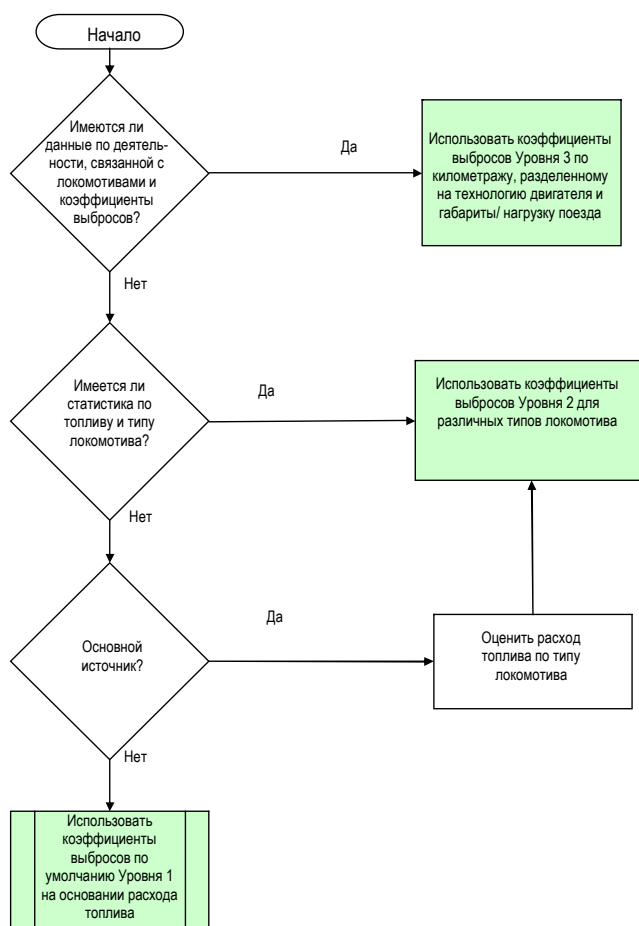 Начало
Имеются ли
данные по деятель-
ности, связанной с
локомотивами и
коэффициенты
выбросов?
Да
Использовать коэффициенты
выбросов Уровня 3 по
километражу, разделенному
на технологию двигателя и
габариты/ нагрузку поезда
Нет
Имеется ли
статистика по
топливу и типу
локомотива?
Да
Использовать коэффициенты
выбросов Уровня 2 для
различных типов локомотива
Нет
Основной
источник?
Да
Оценить расход
топлива по типу
локомотива
Нет
Использовать
коэффициенты
выбросов по
умолчанию Уровня 1
на основании расхода
топлива